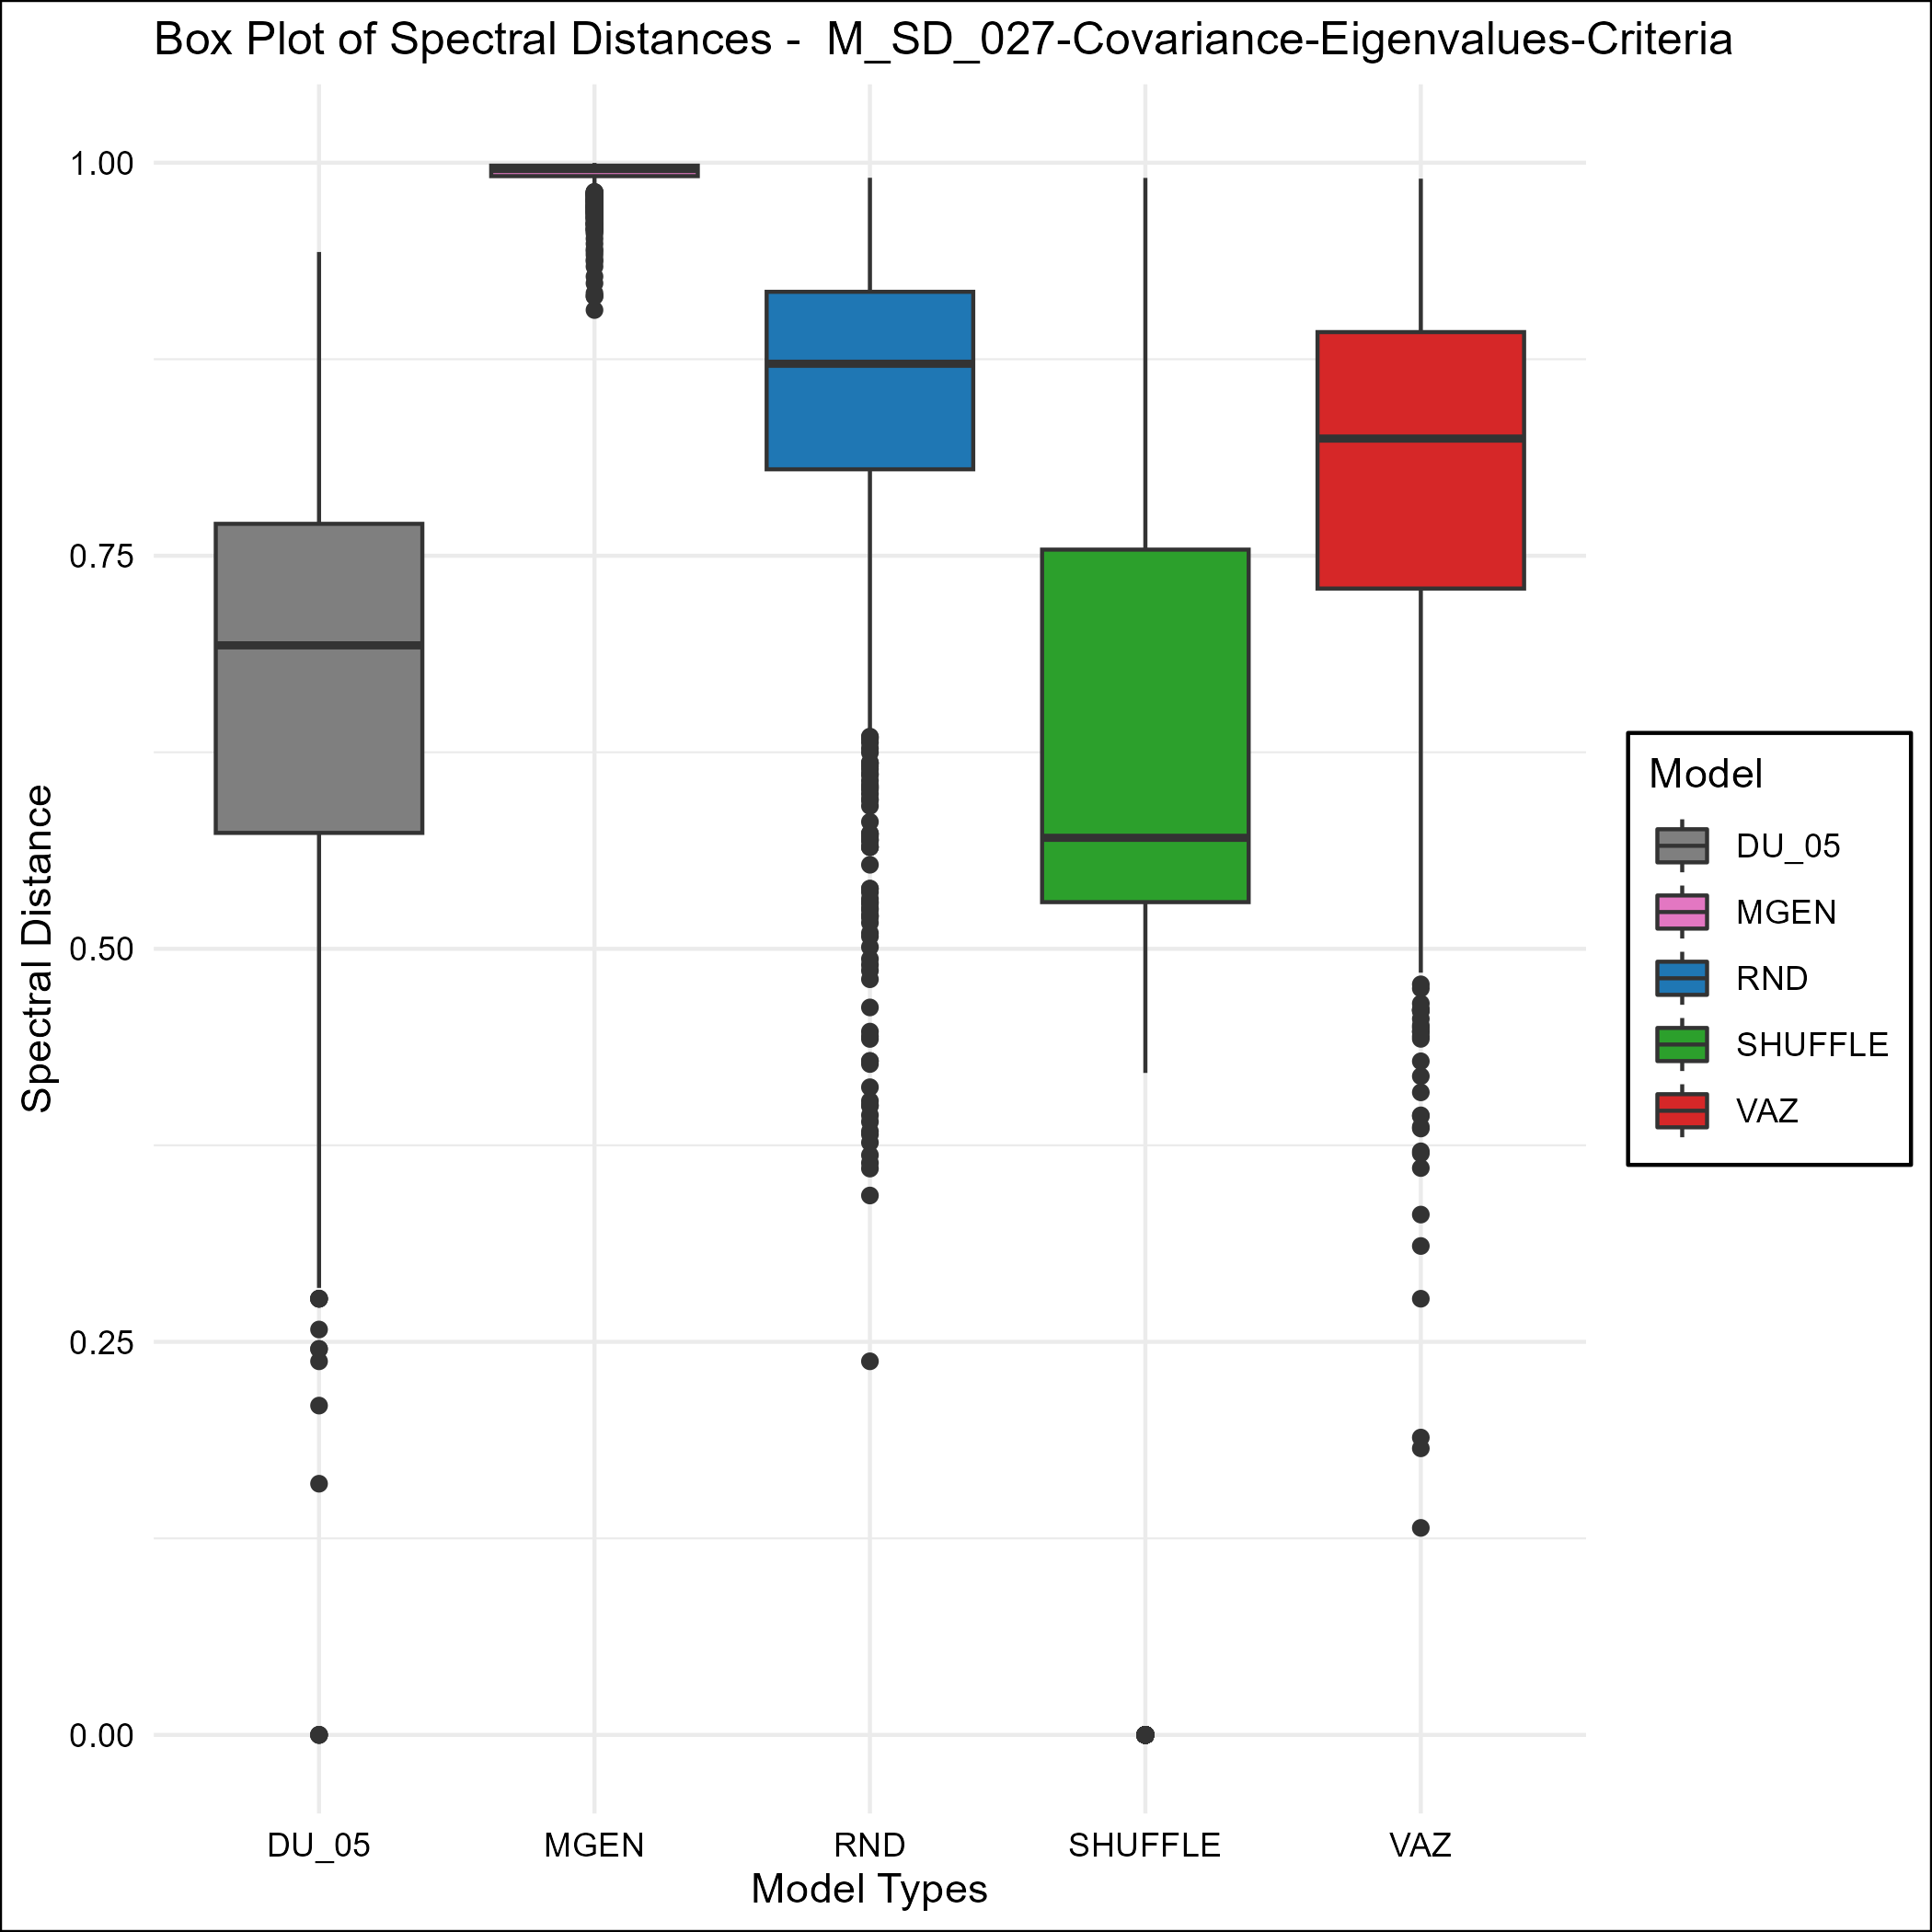 Box Plot of Spectral Distances -  M_SD_027-Covariance-Eigenvalues-Criteria
Spectral Distance
1.00
0.75
0.50
0.25
0.00
DU_05
MGEN
RND
SHUFFLE
VAZ
Model Types
Model
DU_05
MGEN
RND
SHUFFLE
VAZ